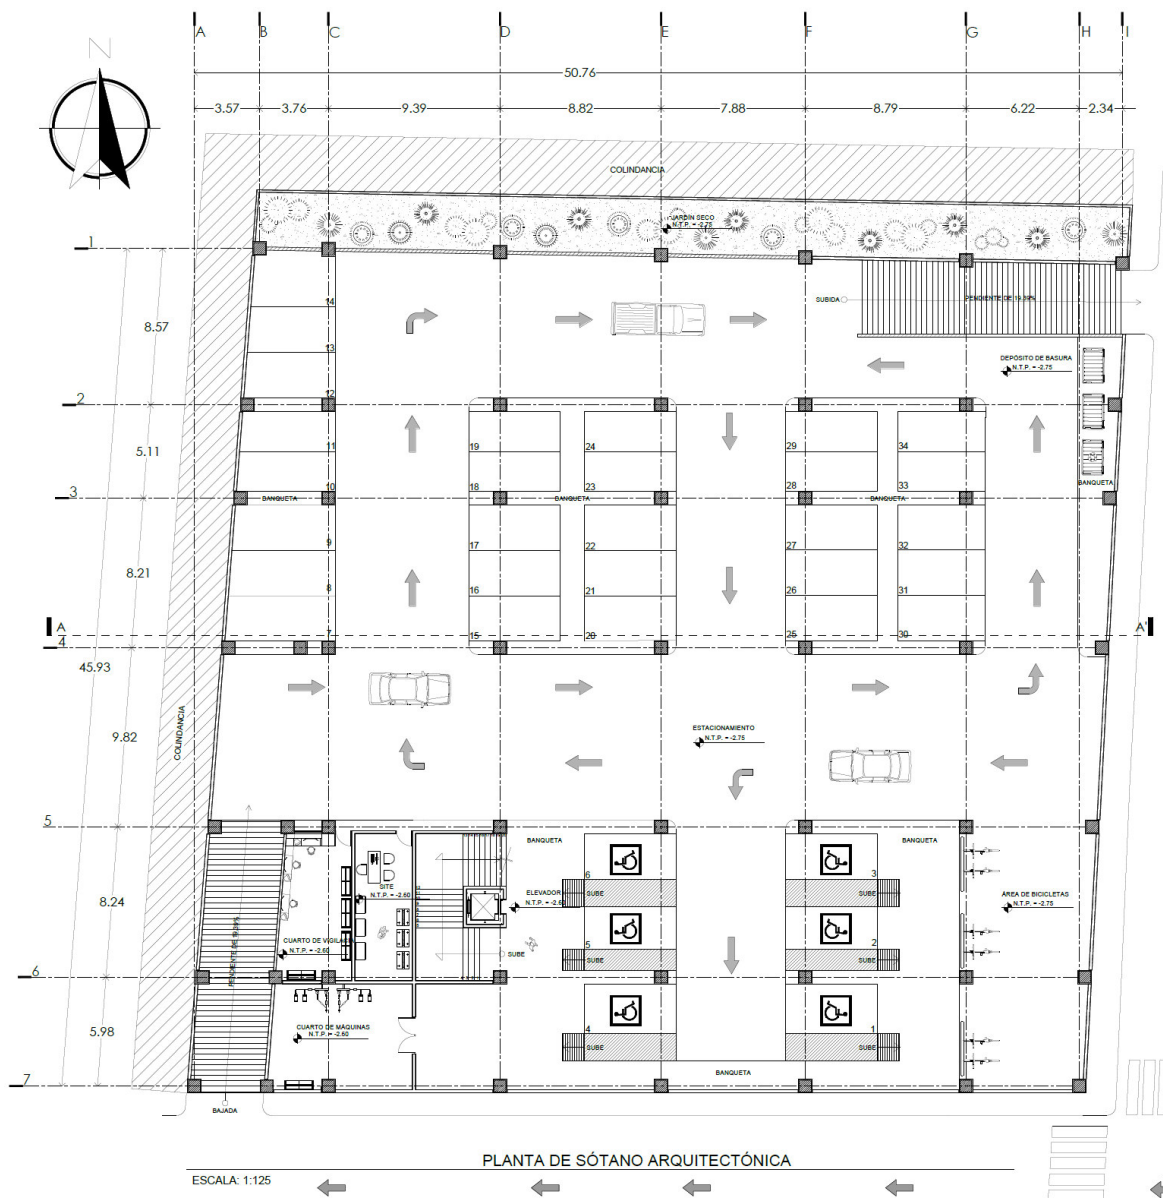 N
A B C D E F G H I
50.76
3.57 3.76 9.39 8.82 7.88 8.79 6.22 2.34
COLINDANCIA
JARDÍN SECO
N.T.P. = -2.75
1
SUBIDA
PENDIENTE DE 19.39%
14
8.57
13
DEPÓSITO DE BASURA
N.T.P. = -2.75
12
2
11 19 24 29 34
5.11
10 18 23 28 33
BANQUETA
3
BANQUETA BANQUETA BANQUETA
9 17 22 27 32
8.21
8 16 21 26 31
7 15 20 25 30
A A'
4
45.93
COLINDANCIA
ESTACIONAMIENTO
N.T.P. = -2.75
9.82
5
BANQUETA BANQUETA
6 3
SITE
N.T.P. = -2.60
ELEVADOR
SUBE SUBE
ÁREA DE BICICLETAS
N.T.P. = -2.75
8.24
PENDIENTE DE 19.39%
CUARTO DE VIGILACIA
N.T.P. = -2.60
5 2
SUBE
SUBE SUBE
6
5.98
CUARTO DE MÁQUINAS
N.T.P. = -2.60
4 1
SUBE SUBE
BANQUETA
7
BAJADA
PLANTA DE SÓTANO ARQUITECTÓNICA
ESCALA: 1:125